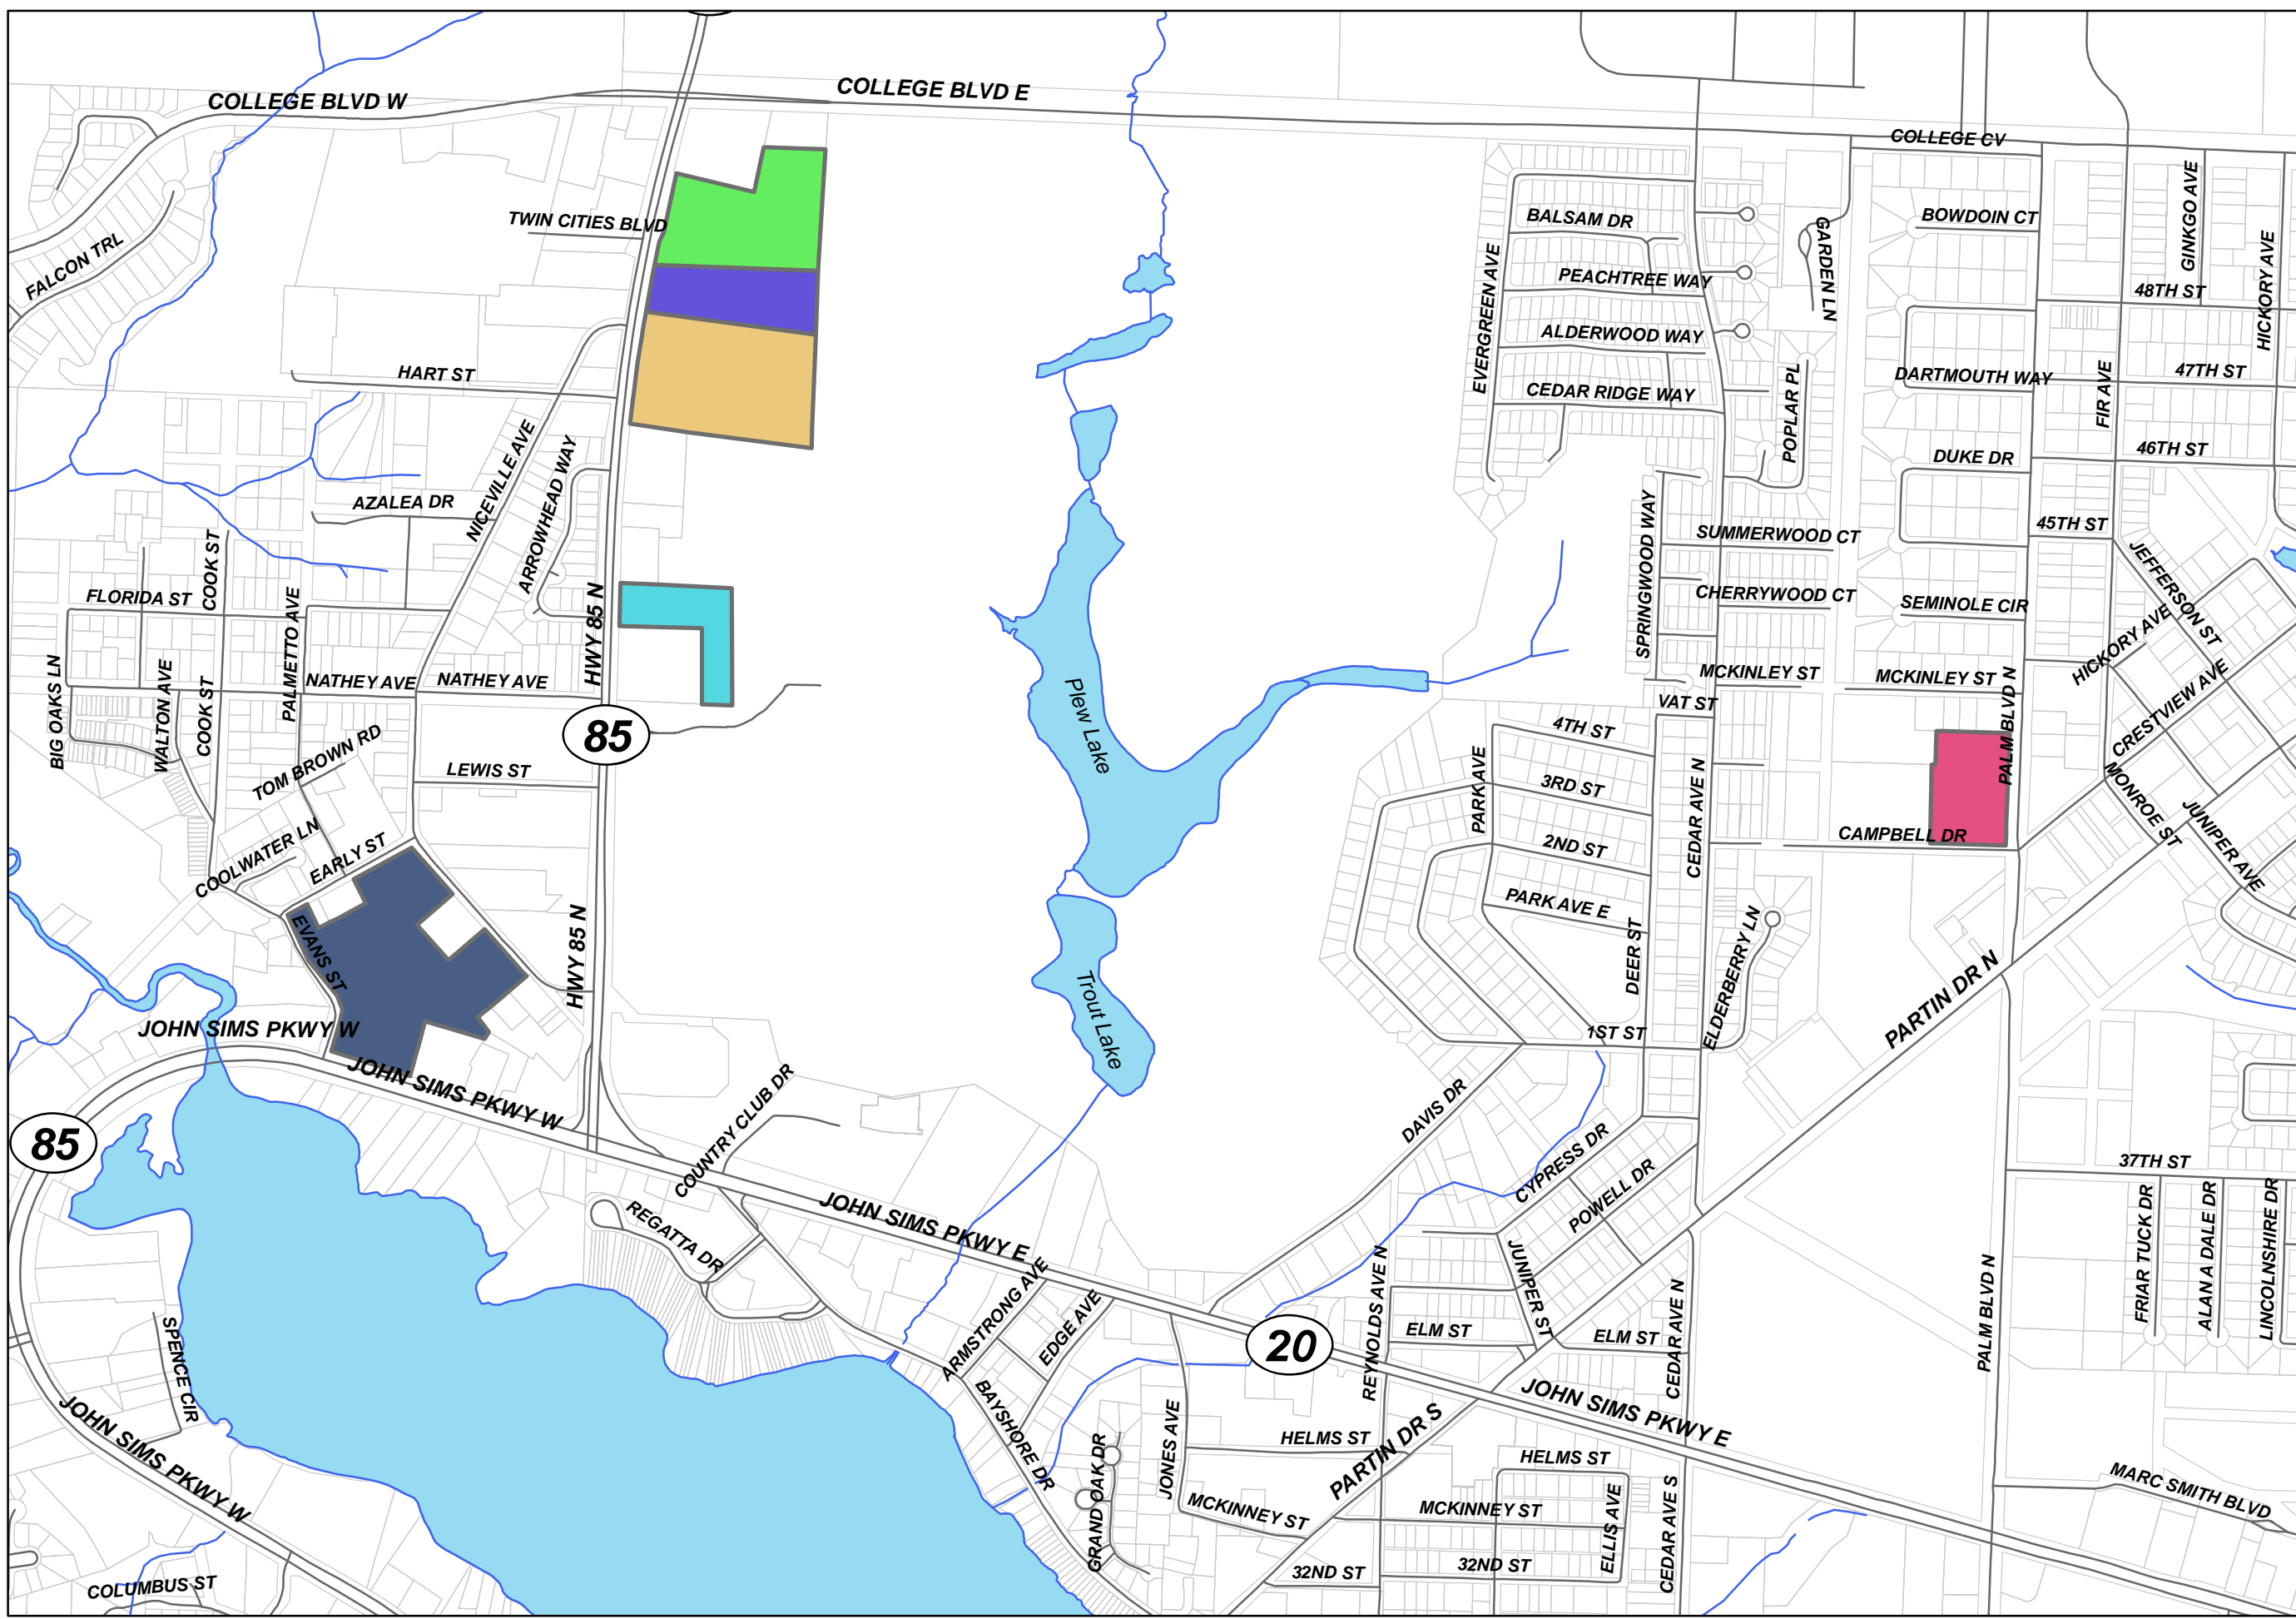 COLLEGE BLVD W
COLLEGE BLVD E
COLLEGE CV
TWIN CITIES BLVD
FALCON TRL
BALSAM DR
BOWDOIN CT
GINKGO AVE
GARDEN LN
HICKORY AVE
PEACHTREE WAY
48TH ST
EVERGREEN AVE
ALDERWOOD WAY
HART ST
CEDAR RIDGE WAY
DARTMOUTH WAY
47TH ST
FIR AVE
POPLAR PL
NICEVILLE AVE
ARROWHEAD WAY
DUKE DR
46TH ST
AZALEA DR
SPRINGWOOD WAY
SUMMERWOOD CT
45TH ST
COOK ST
JEFFERSON ST
FLORIDA ST
CHERRYWOOD CT
SEMINOLE CIR
HWY 85 N
PALMETTO AVE
HICKORY AVE
BIG OAKS LN
WALTON AVE
COOK ST
NATHEY AVE
NATHEY AVE
MCKINLEY ST
MCKINLEY ST
PALM BLVD N
CRESTVIEW AVE
VAT ST
85
Plew Lake
4TH ST
TOM BROWN RD
LEWIS ST
PARK AVE
3RD ST
CEDAR AVE N
MONROE ST
JUNIPER AVE
COOLWATER LN
EARLY ST
2ND ST
CAMPBELL DR
PARK AVE E
EVANS ST
HWY 85 N
DEER ST
ELDERBERRY LN
PARTIN DR N
Trout Lake
JOHN SIMS PKWY W
1ST ST
JOHN SIMS PKWY W
85
COUNTRY CLUB DR
DAVIS DR
CYPRESS DR
37TH ST
POWELL DR
REGATTA DR
JOHN SIMS PKWY E
FRIAR TUCK DR
ALAN A DALE DR
LINCOLNSHIRE DR
ARMSTRONG AVE
EDGE AVE
REYNOLDS AVE N
JUNIPER ST
CEDAR AVE N
PALM BLVD N
20
ELM ST
ELM ST
SPENCE CIR
JOHN SIMS PKWY W
BAYSHORE DR
JOHN SIMS PKWY E
GRAND OAK DR
JONES AVE
HELMS ST
PARTIN DR S
HELMS ST
MARC SMITH BLVD
MCKINNEY ST
MCKINNEY ST
ELLIS AVE
CEDAR AVE S
32ND ST
32ND ST
COLUMBUS ST